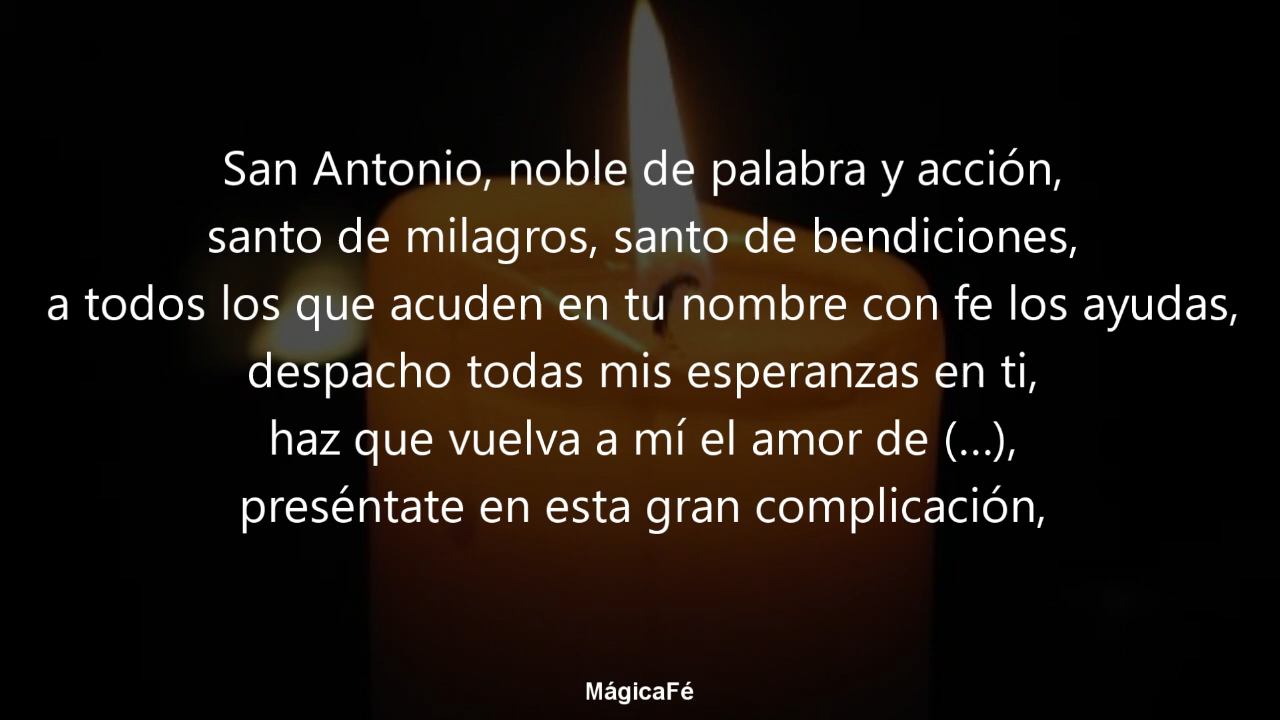 San Antonio, noble de palabra y acción,
santo de milagros, santo de bendiciones,
a todos los que acuden en tu nombre con fe los ayudas,
despacho todas mis esperanzas en ti,
haz que vuelva a mí el amor de (...),
preséntate en esta gran complicación,
MágicaFé